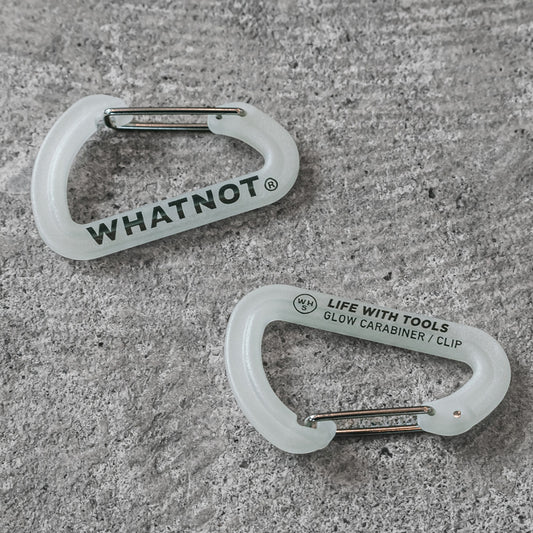 WHATNOT®
WHS
LIFE WITH TOOLS
GLOW CARABINER / CLIP